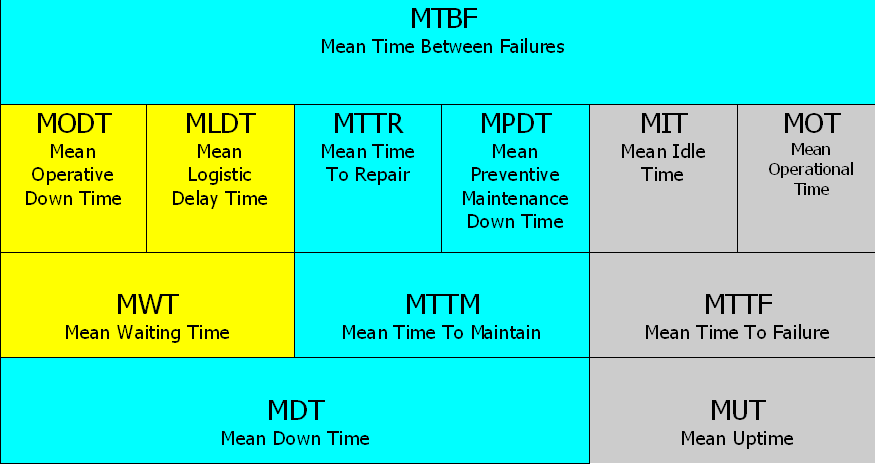 MTBF
Mean Time Between Failures
MODT
Mean
Operative
Down Time
MLDT
Mean
Logistic
Delay Time
MTTR
Mean Time
To Repair
MPDT
Mean
Preventive
Maintenance
Down Time
MIT
Mean Idle
Time
MOT
Mean
Operational
Time
MWT
Mean Waiting Time
MTTM
Mean Time To Maintain
MTTF
Mean Time To Failure
MDT
Mean Down Time
MUT
Mean Uptime